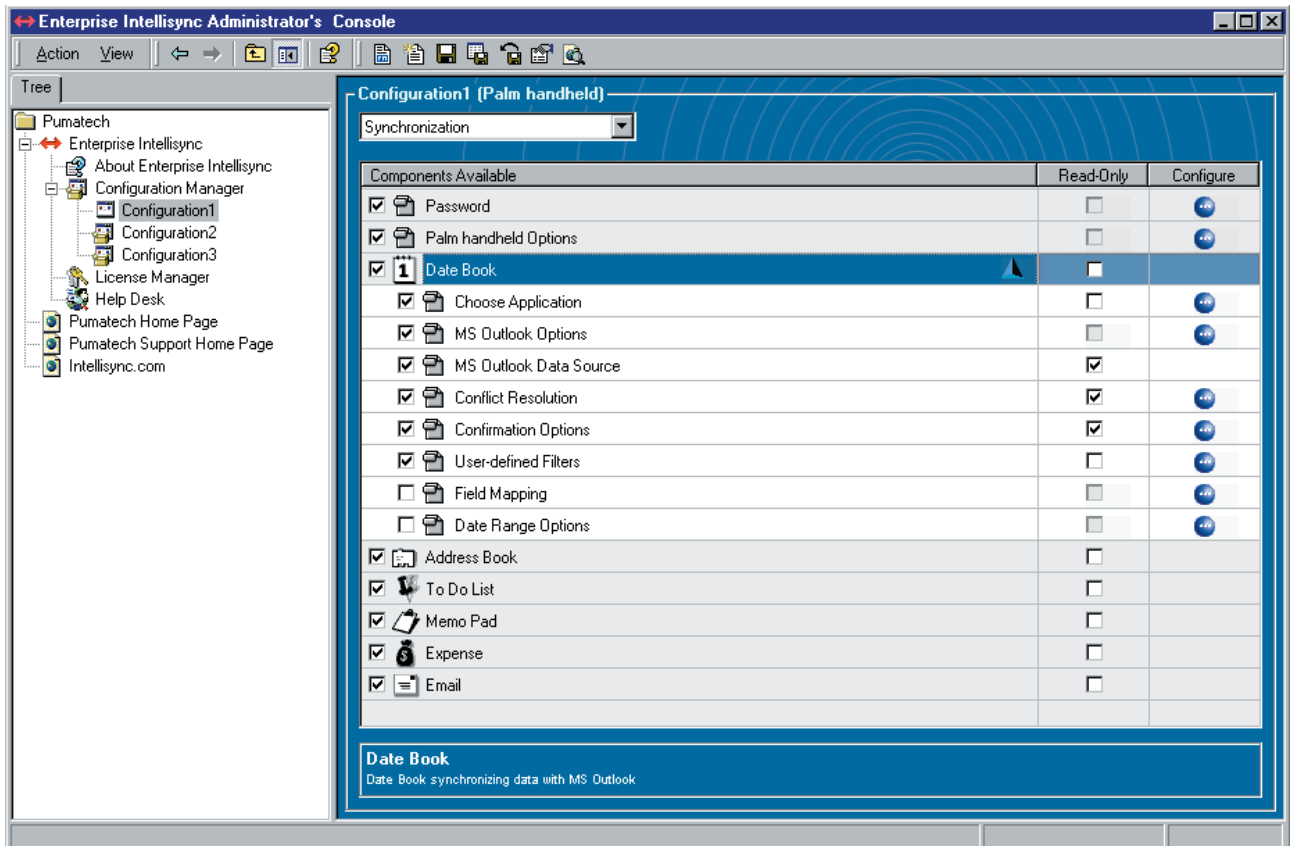 Enterprise Intellisync Administrator's Console
Action View
Tree
Pumatech
Enterprise Intellisync
About Enterprise Intellisync
Configuration Manager
Configuration1
Configuration2
Configuration3
License Manager
Help Desk
Pumatech Home Page
Pumatech Support Home Page
Intellisync.com
Configuration1 (Palm handheld)
Synchronization
Components Available Read-Only Configure
Password
Palm handheld Options
1 Date Book
Choose Application
MS Outlook Options
MS Outlook Data Source
Conflict Resolution
Confirmation Options
User-defined Filters
Field Mapping
Date Range Options
Address Book
To Do List
Memo Pad
$ Expense
Email
Date Book
Date Book synchronizing data with MS Outlook